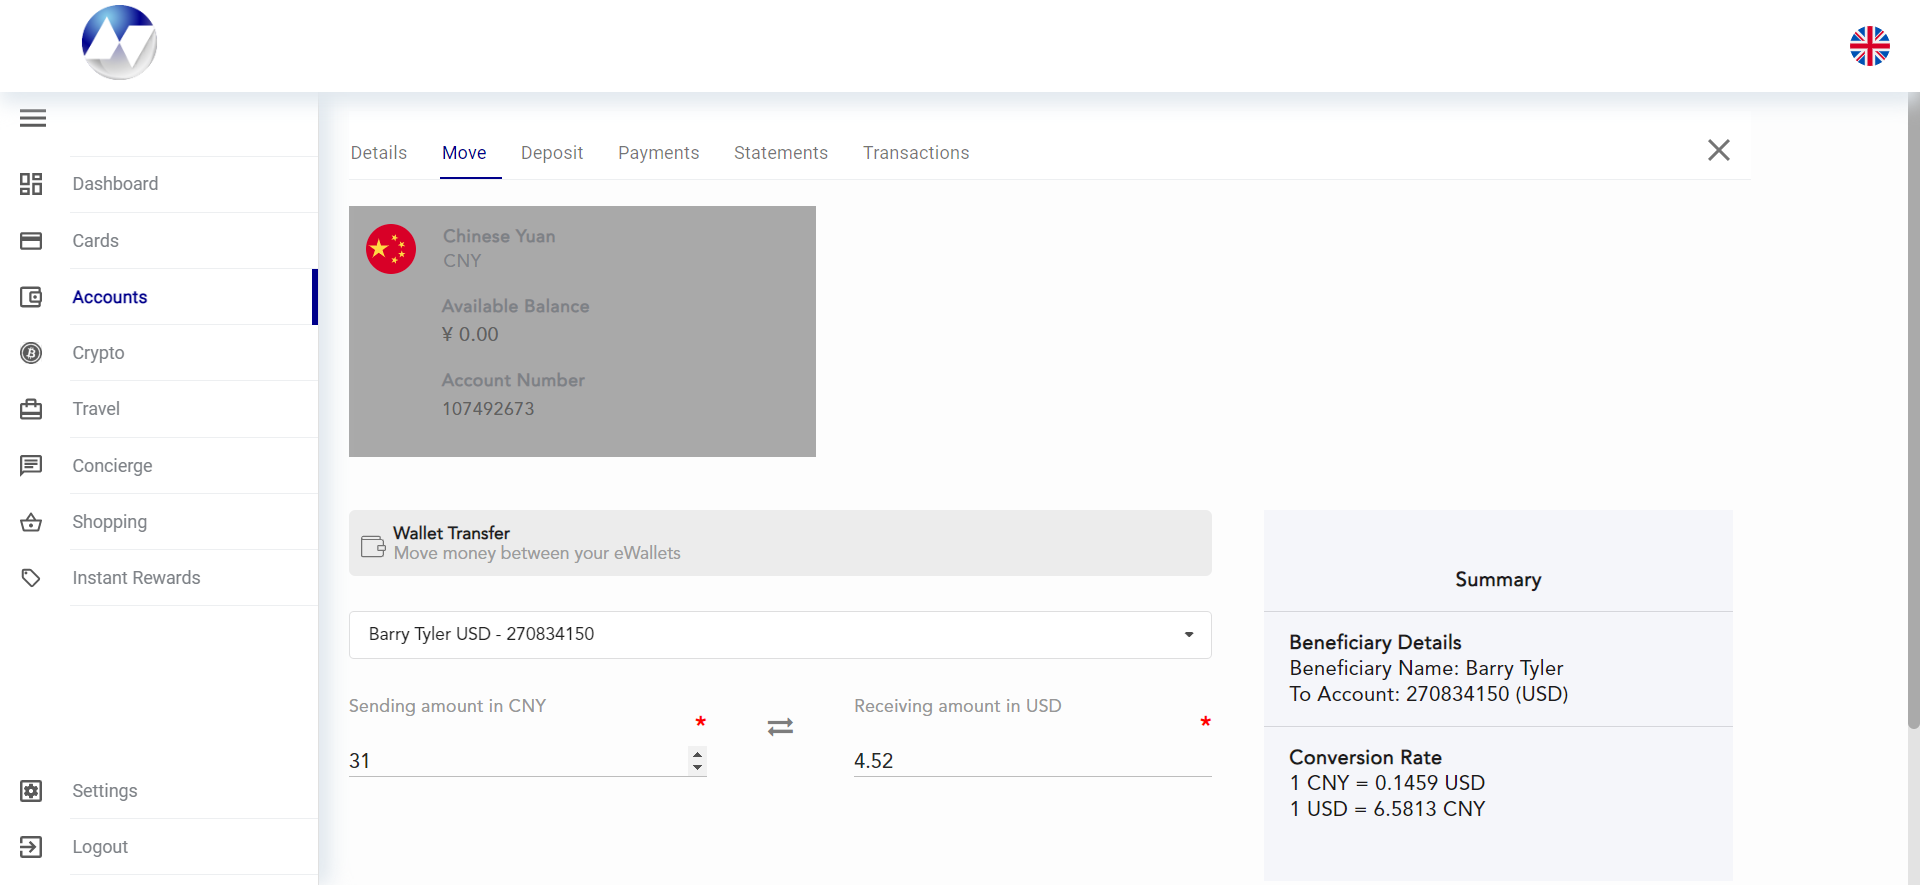 Dashboard
Cards
Accounts
Crypto
Travel
Concierge
Shopping
Instant Rewards
Settings
Logout
Details Move Deposit Payments Statements Transactions
Chinese Yuan
CNY
Available Balance
¥ 0.00
Account Number
107492673
Wallet Transfer
Move money between your eWallets
Barry Tyler USD - 270834150
Sending amount in CNY *
31
Receiving amount in USD *
4.52
Summary
Beneficiary Details
Beneficiary Name: Barry Tyler
To Account: 270834150 (USD)
Conversion Rate
1 CNY = 0.1459 USD
1 USD = 6.5813 CNY